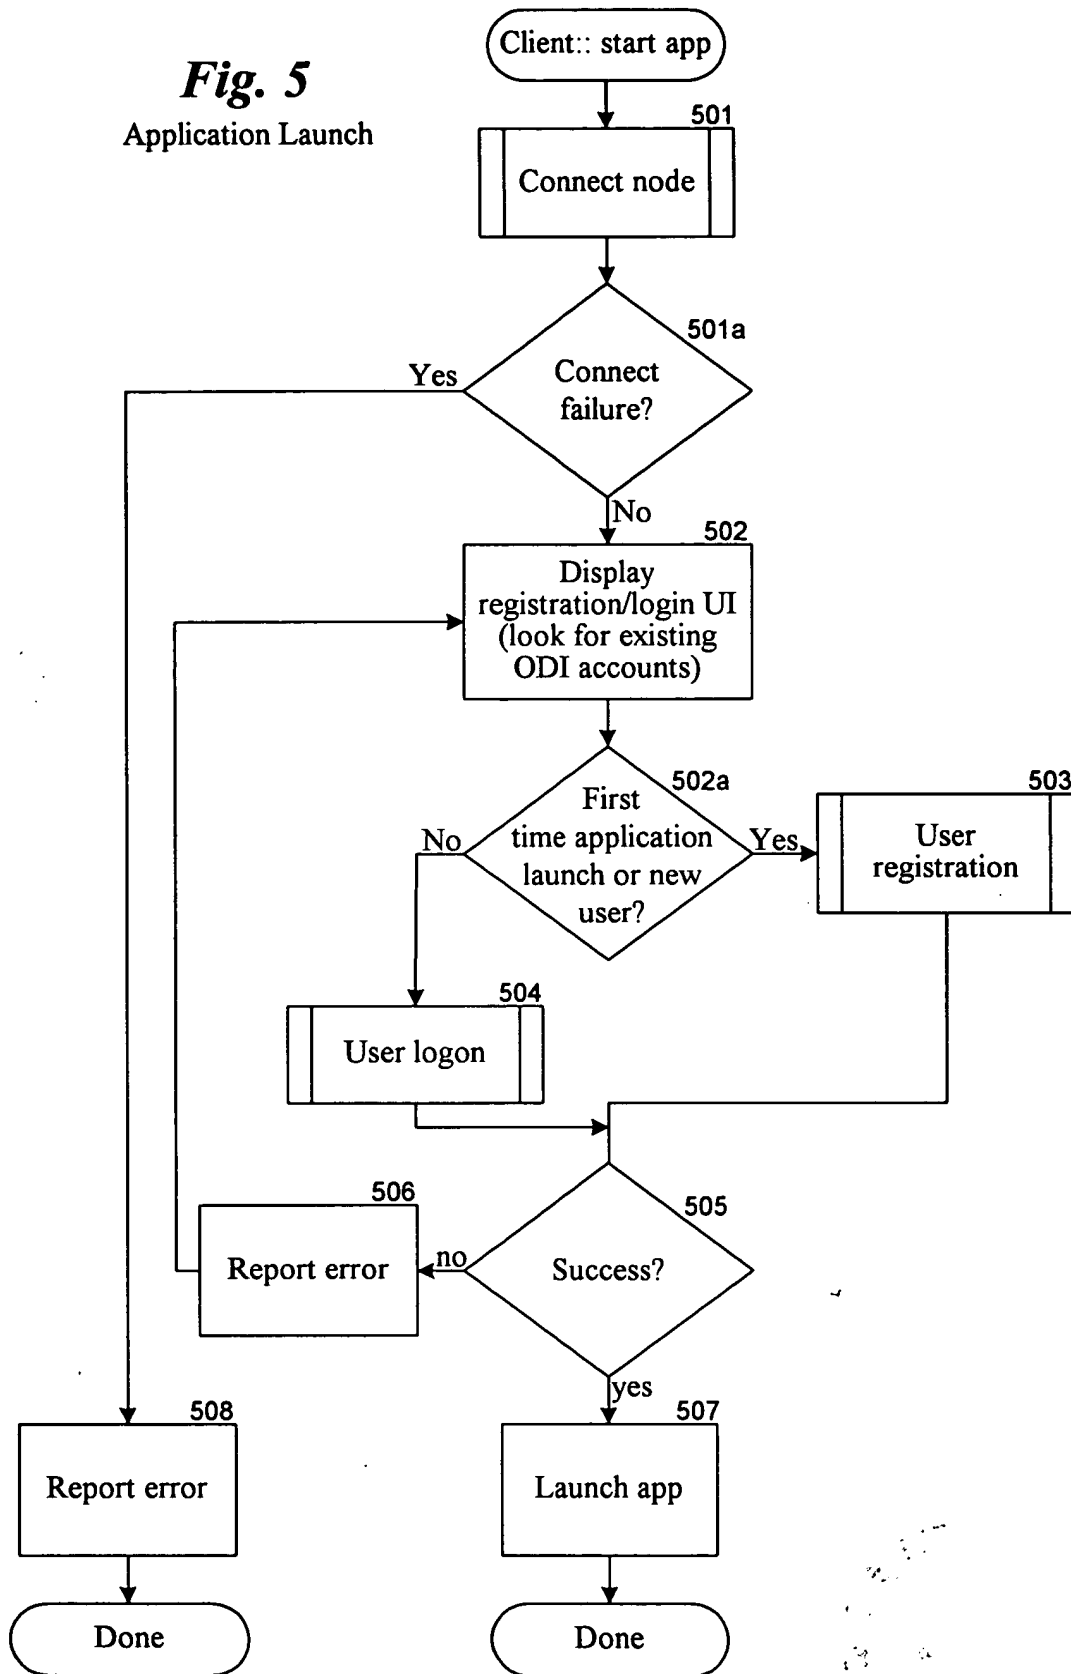 Client:: start app
Fig. 5
Application Launch
501
Connect node
501a
Connect
failure?
Yes
No
502
Display
registration/login UI
(look for existing
ODI accounts)
502a
First
time application
launch or new
user?
No
Yes
503
User
registration
504
User logon
505
Success?
no
506
Report error
yes
507
Launch app
508
Report error
Done
Done